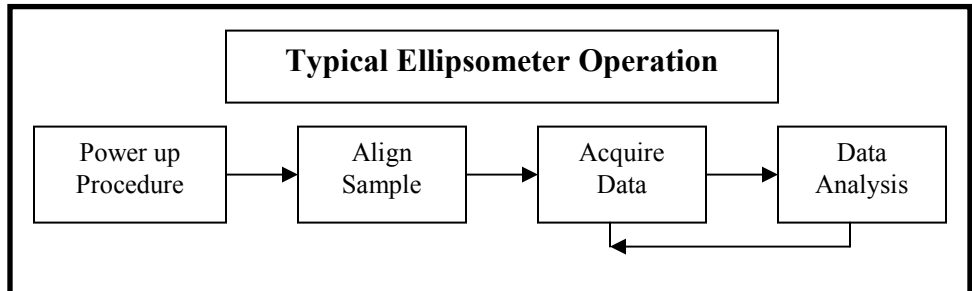 Typical Ellipsometer Operation
Power up
Procedure
Align
Sample
Acquire
Data
Data
Analysis